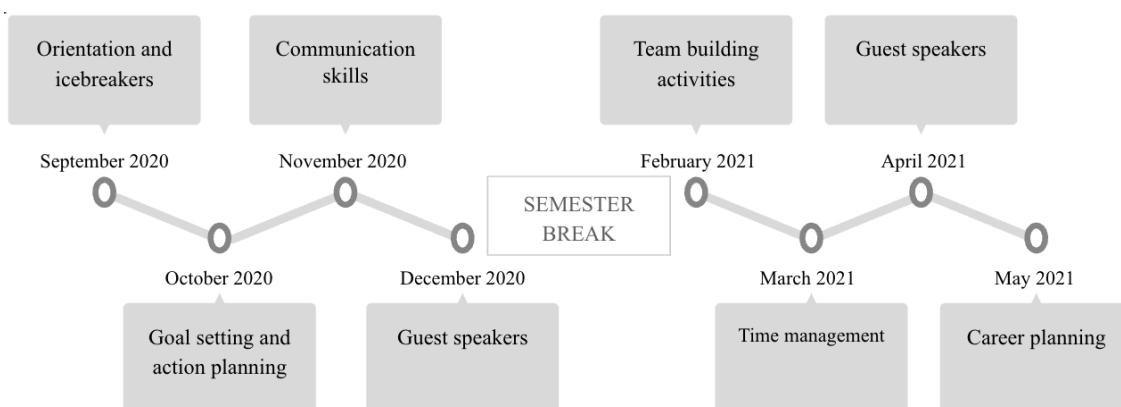 Orientation and
icebreakers
Communication
skills
Team building
activities
Guest speakers
September 2020
November 2020
February 2021
April 2021
SEMESTER
BREAK
October 2020
December 2020
March 2021
May 2021
Goal setting and
action planning
Guest speakers
Time management
Career planning